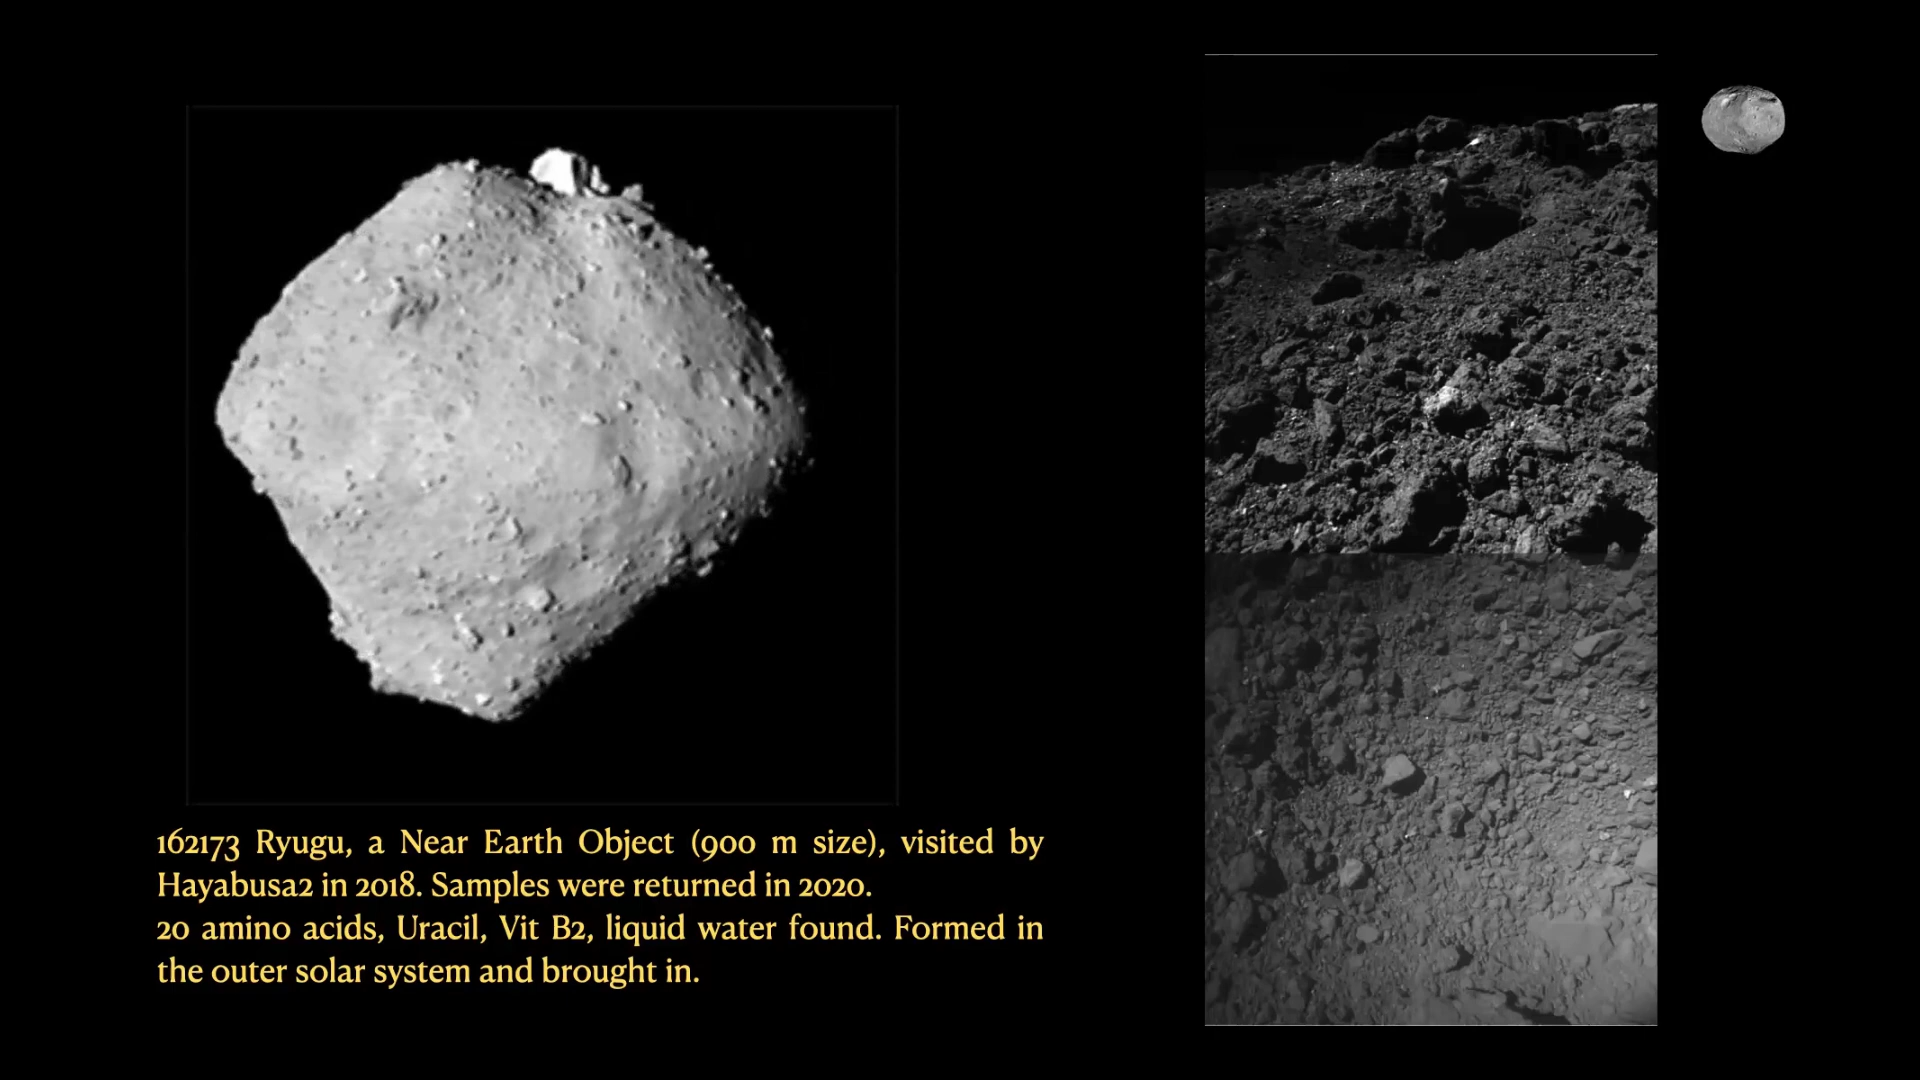 162173 Ryugu, a Near Earth Object (900 m size), visited by
Hayabusa2 in 2018. Samples were returned in 2020.
20 amino acids, Uracil, Vit B2, liquid water found. Formed in
the outer solar system and brought in.